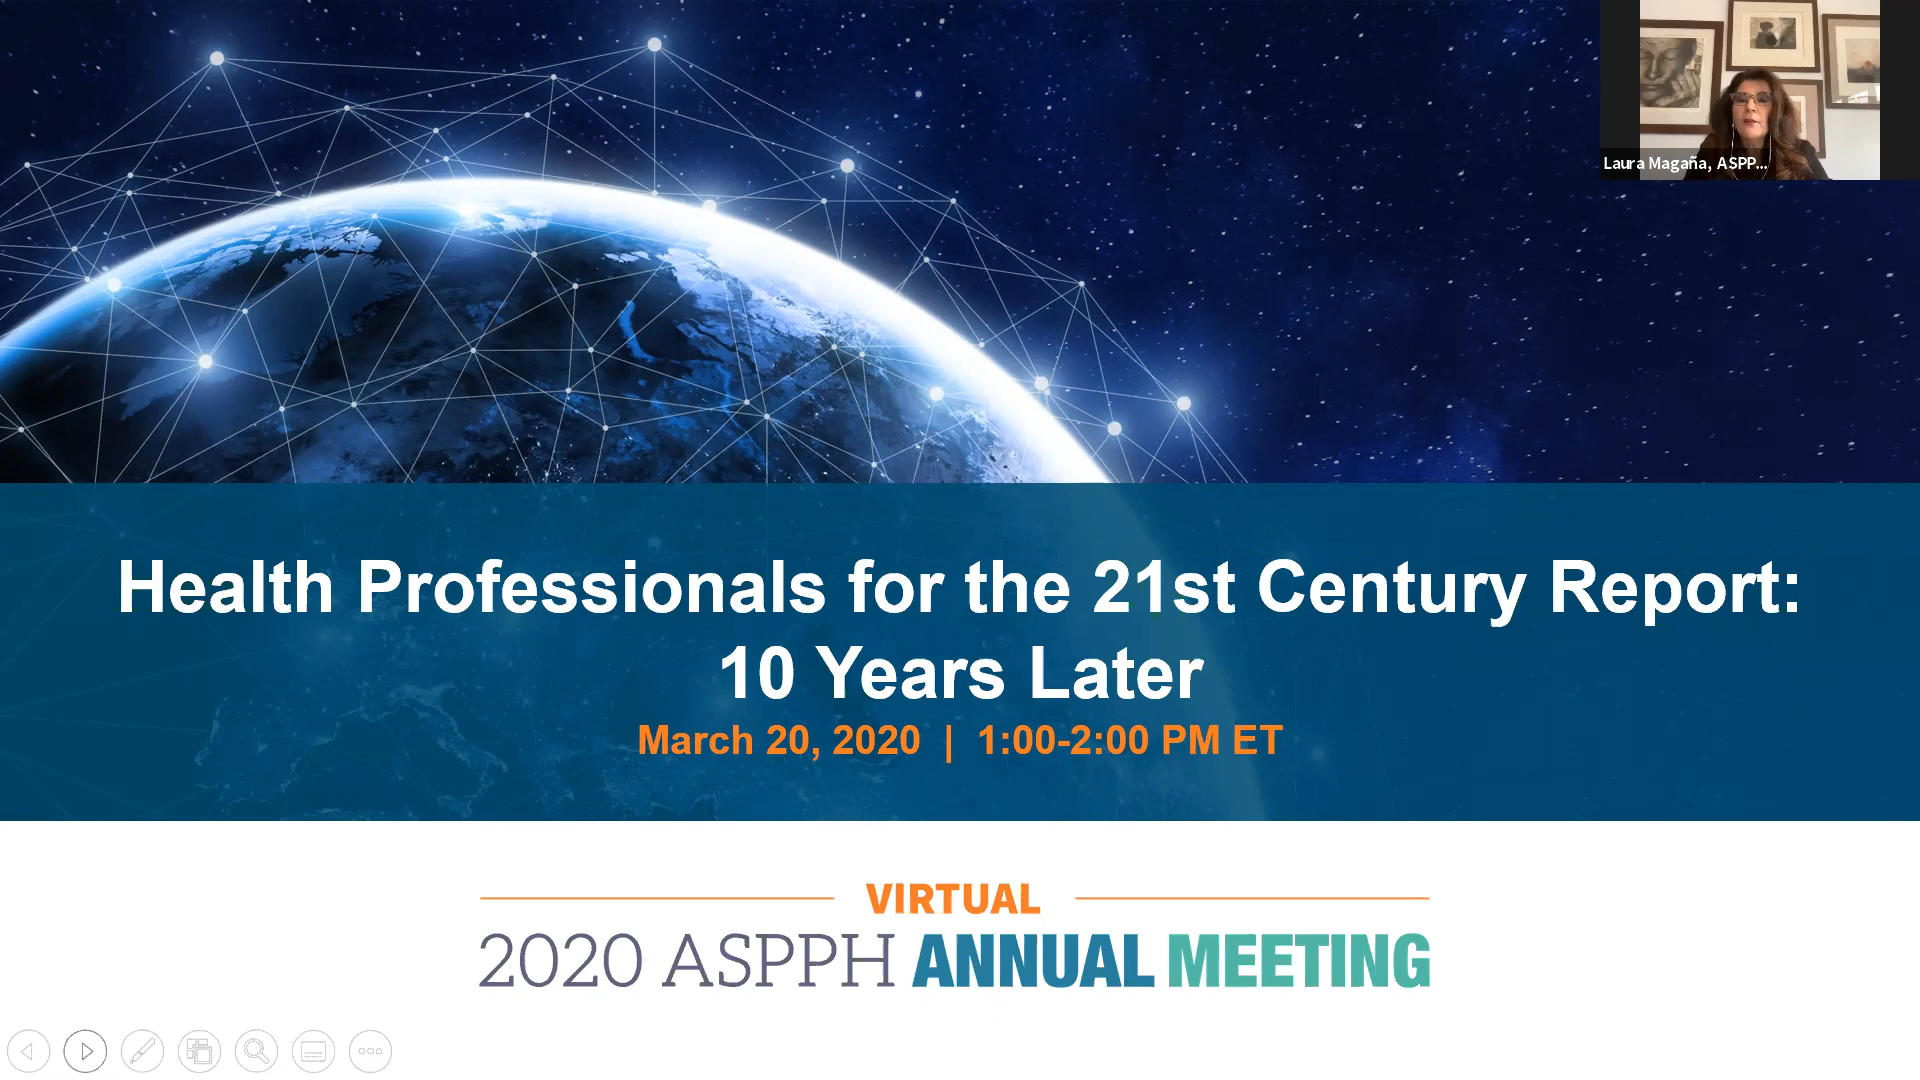 Laura Magaña, ASPP...
Health Professionals for the 21st Century Report:
10 Years Later
March 20, 2020 | 1:00-2:00 PM ET
VIRTUAL
2020 ASPPH ANNUAL MEETING